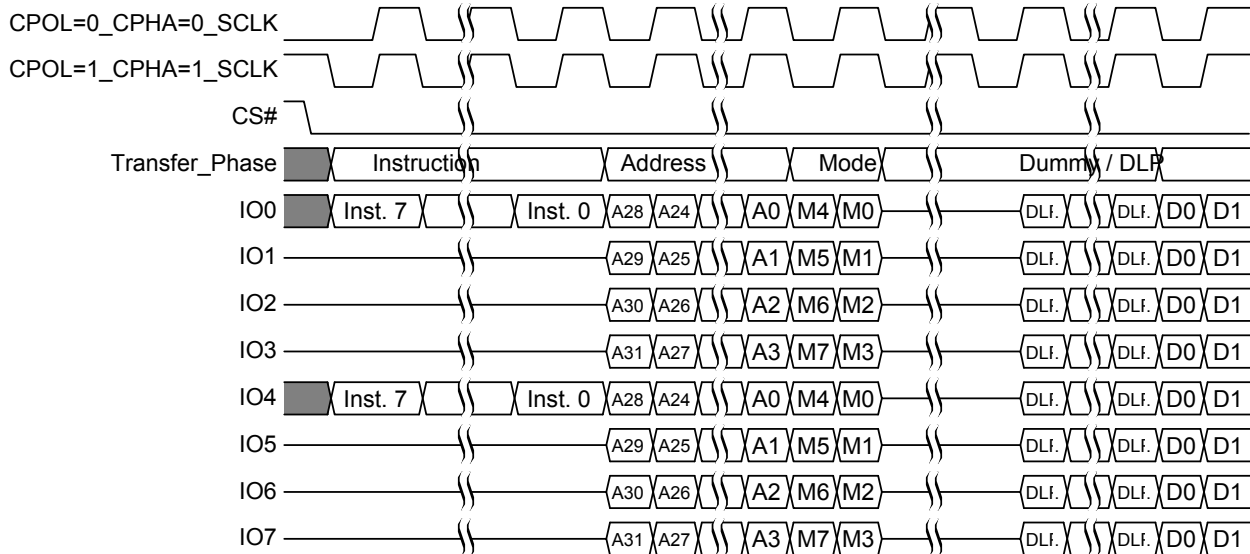 CPOL=0_CPHA=0_SCLK
CPOL=1_CPHA=1_SCLK
CS#
Transfer_Phase Instruction Address Mode Dummy / DLP
IO0 Inst. 7 Inst. 0 A28 A24 A0 M4 M0 DLP. DLP. D0 D1
IO1 A29 A25 A1 M5 M1 DLP. DLP. D0 D1
IO2 A30 A26 A2 M6 M2 DLP. DLP. D0 D1
IO3 A31 A27 A3 M7 M3 DLP. DLP. D0 D1
IO4 Inst. 7 Inst. 0 A28 A24 A0 M4 M0 DLP. DLP. D0 D1
IO5 A29 A25 A1 M5 M1 DLP. DLP. D0 D1
IO6 A30 A26 A2 M6 M2 DLP. DLP. D0 D1
IO7 A31 A27 A3 M7 M3 DLP. DLP. D0 D1